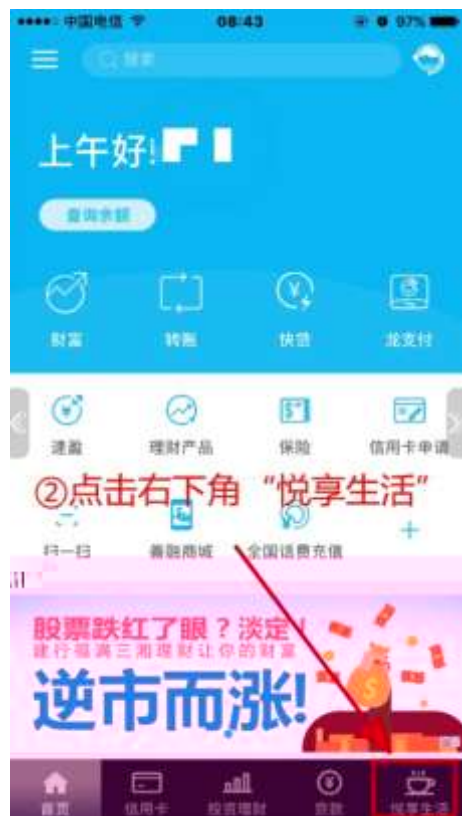 中国电信 08:43 97%
搜索
上午好!
查询余额
财富 转账 快贷 龙支付
速盈 理财产品 保险 信用卡申请
②点击右下角“悦享生活”
扫一扫 善融商城 全国话费充值
股票跌红了眼？淡定！
建行福满三湘理财让你的财富
逆市而涨!
首页 信用卡 投资理财 贷款 悦享生活